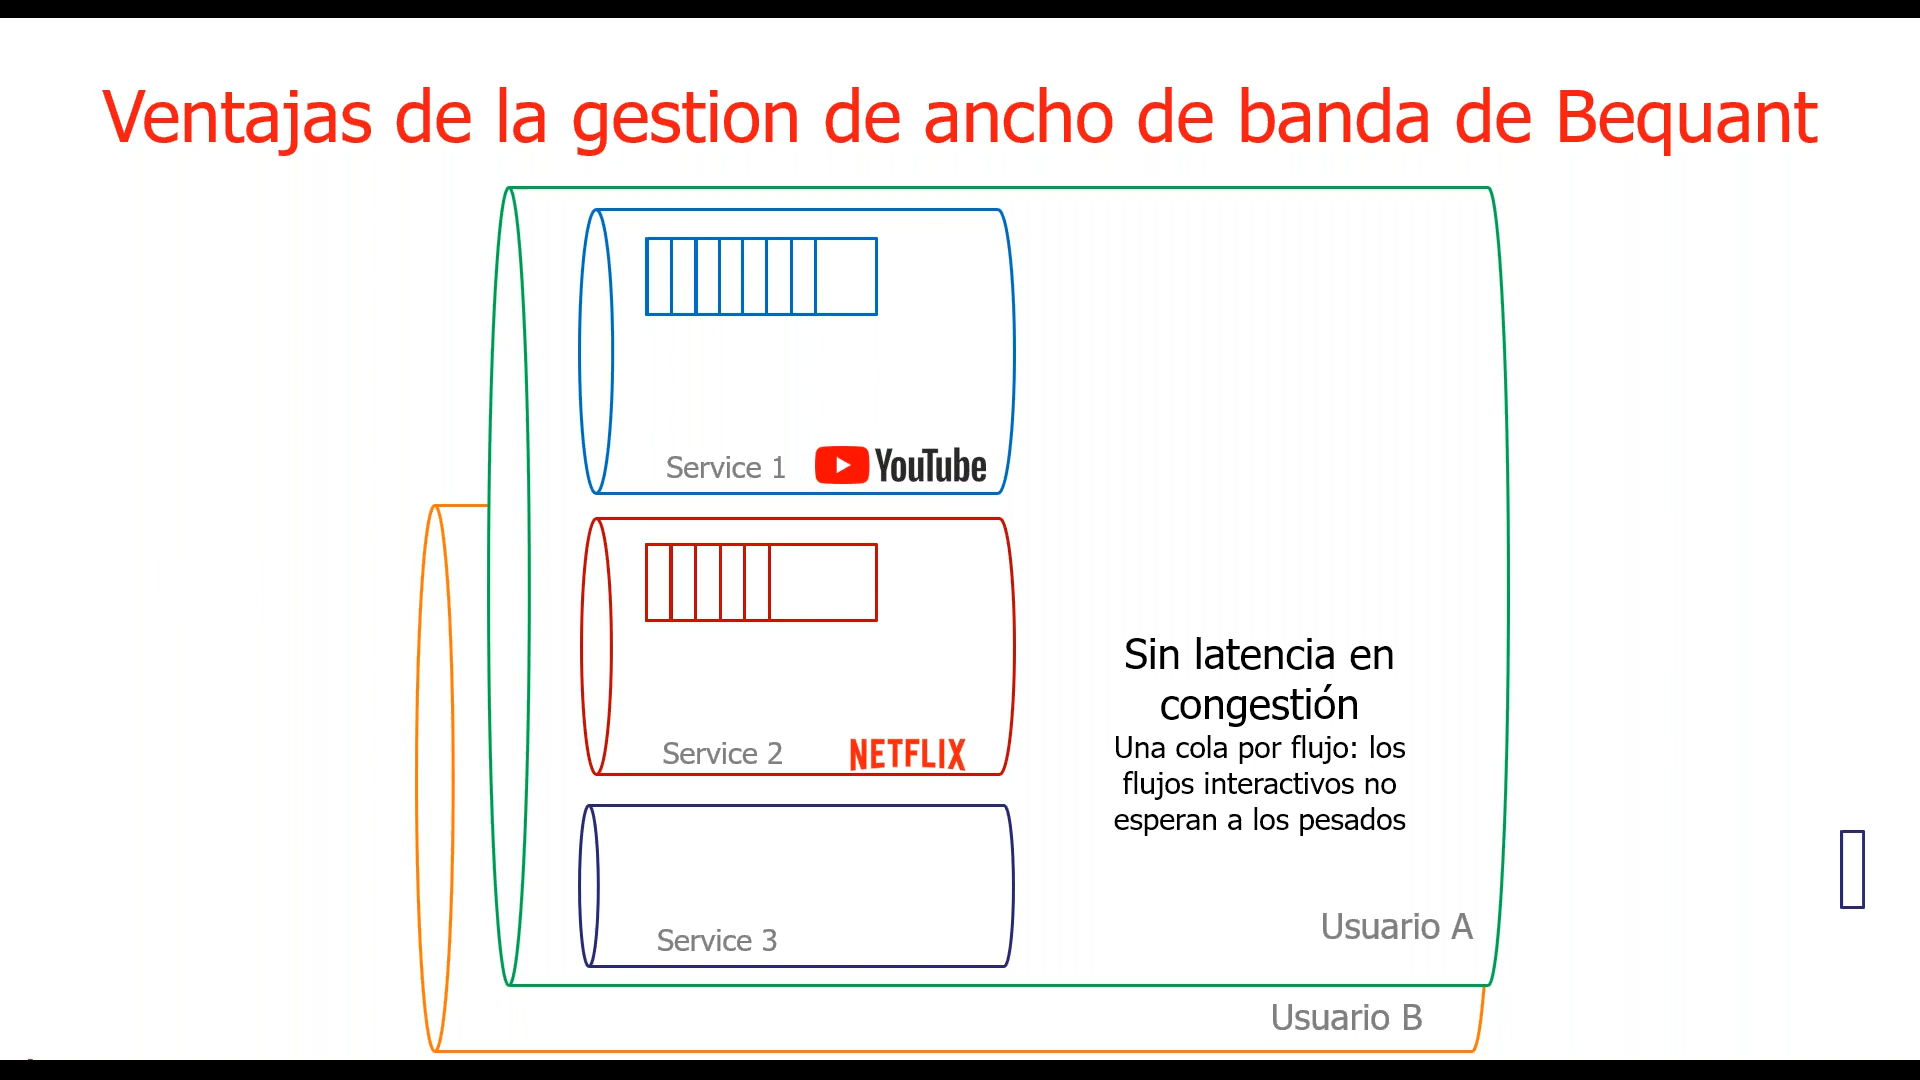 Ventajas de la gestion de ancho de banda de Bequant
Service 1
YouTube
Service 2
NETFLIX
Sin latencia en
congestión
Una cola por flujo: los
flujos interactivos no
esperan a los pesados
Service 3
Usuario A
Usuario B